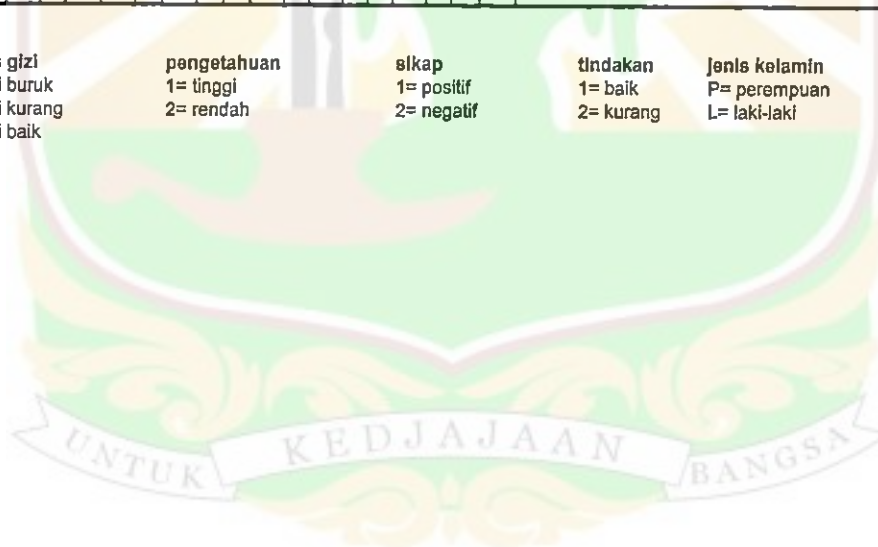 gizi pengetahuan sikap tindakan jenis kelamin
buruk 1= tinggi 1= positif 1= baik P= perempuan
kurang 2= rendah 2= negatif 2= kurang L= laki-laki
baik
UNTUK KEDJAJAAN BANGSA